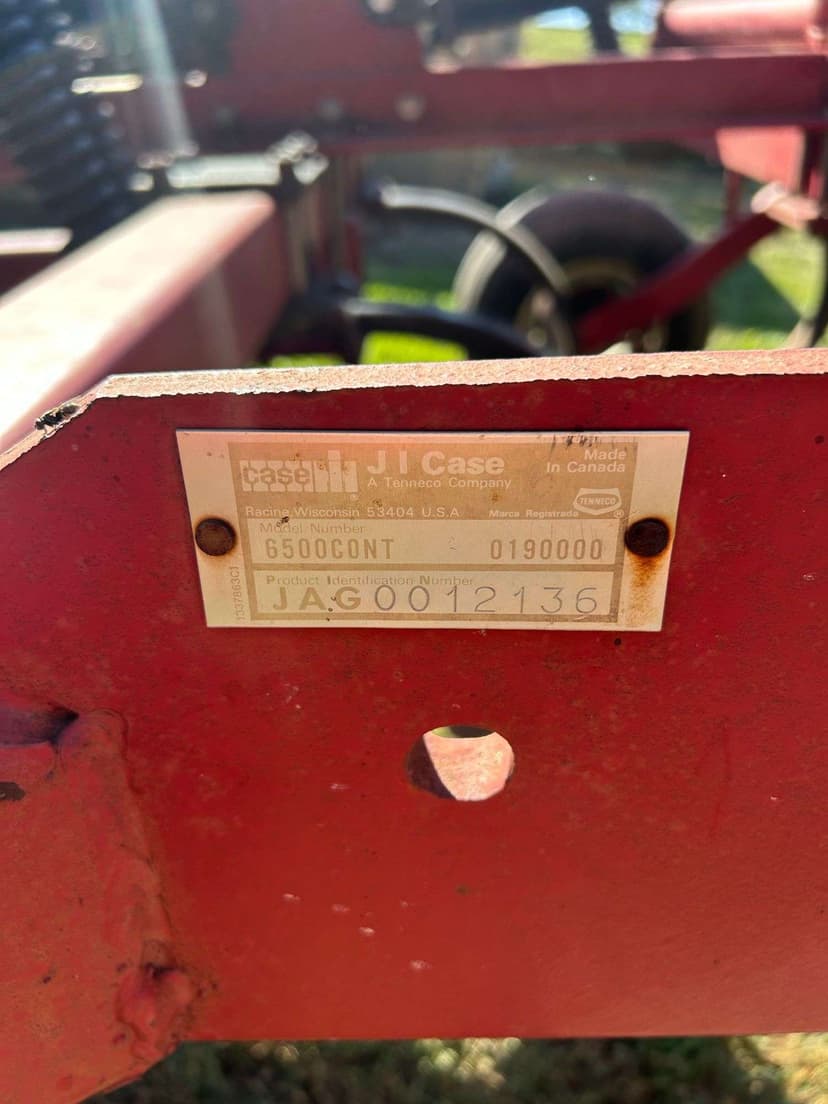 case IH
®
J I Case
A Tenneco Company
Made
In Canada
TENNECO
®
Racine Wisconsin 53404 U.S.A
Marca Registrada
Model Number
6500CONT 0190000
Product Identification Number
JAG0012136
1337863C1